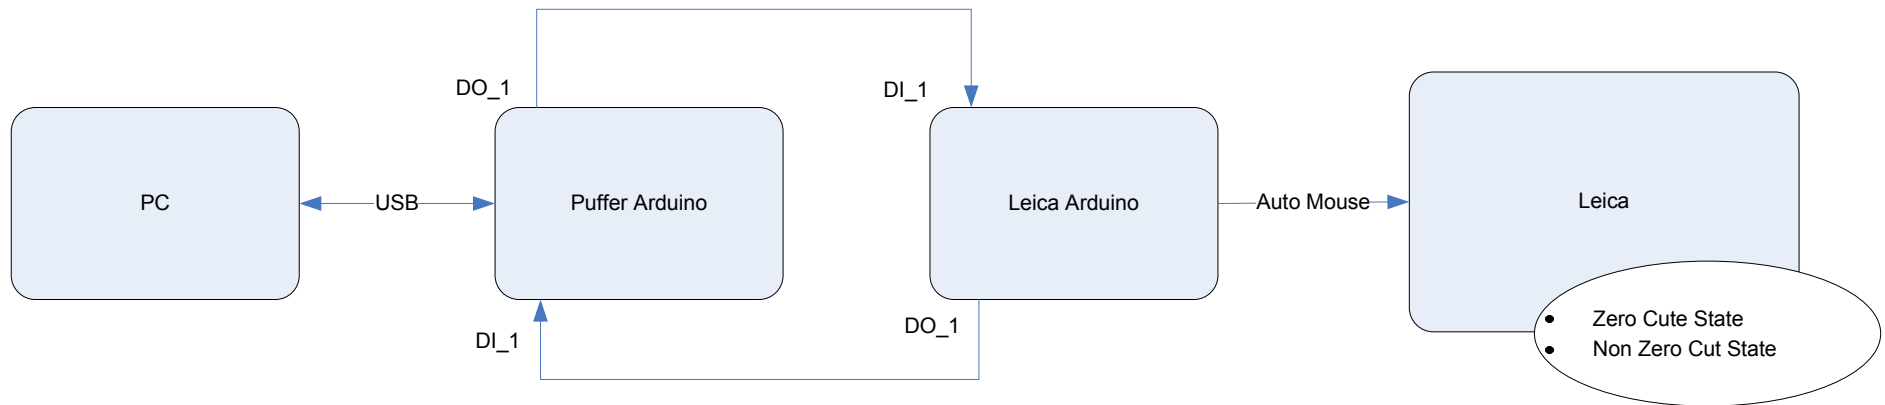 DO_1
DI_1
PC
USB
Puffer Arduino
Leica Arduino
Auto Mouse
Leica
DI_1
DO_1
• Zero Cute State
• Non Zero Cut State